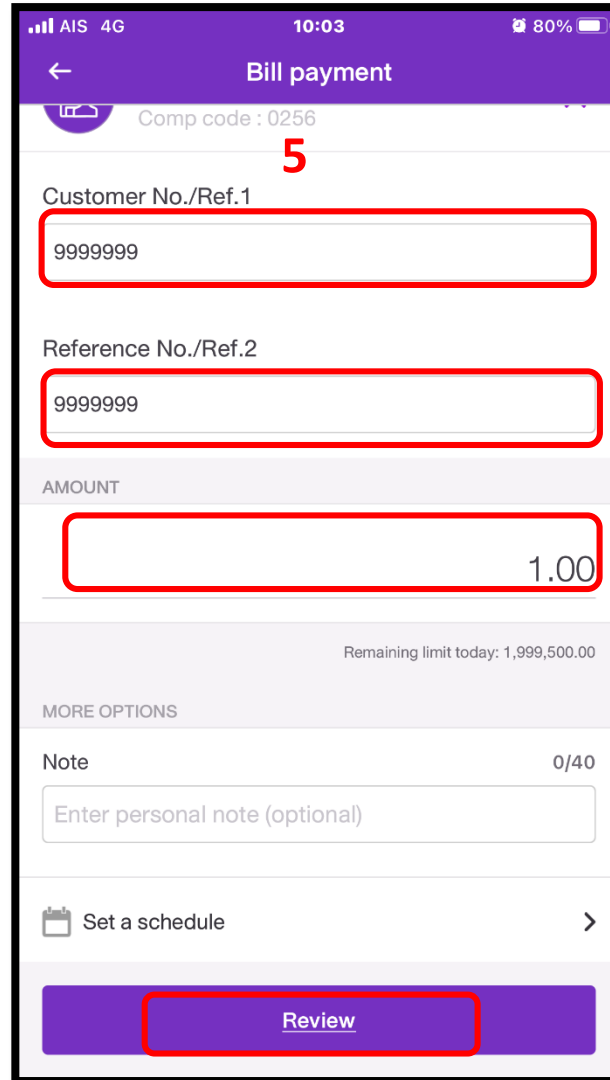 AIS 4G 10:03 80%
Bill payment
Comp code : 0256
5
Customer No./Ref.1
9999999
Reference No./Ref.2
9999999
AMOUNT
1.00
Remaining limit today: 1,999,500.00
MORE OPTIONS
Note 0/40
Enter personal note (optional)
Set a schedule
Review